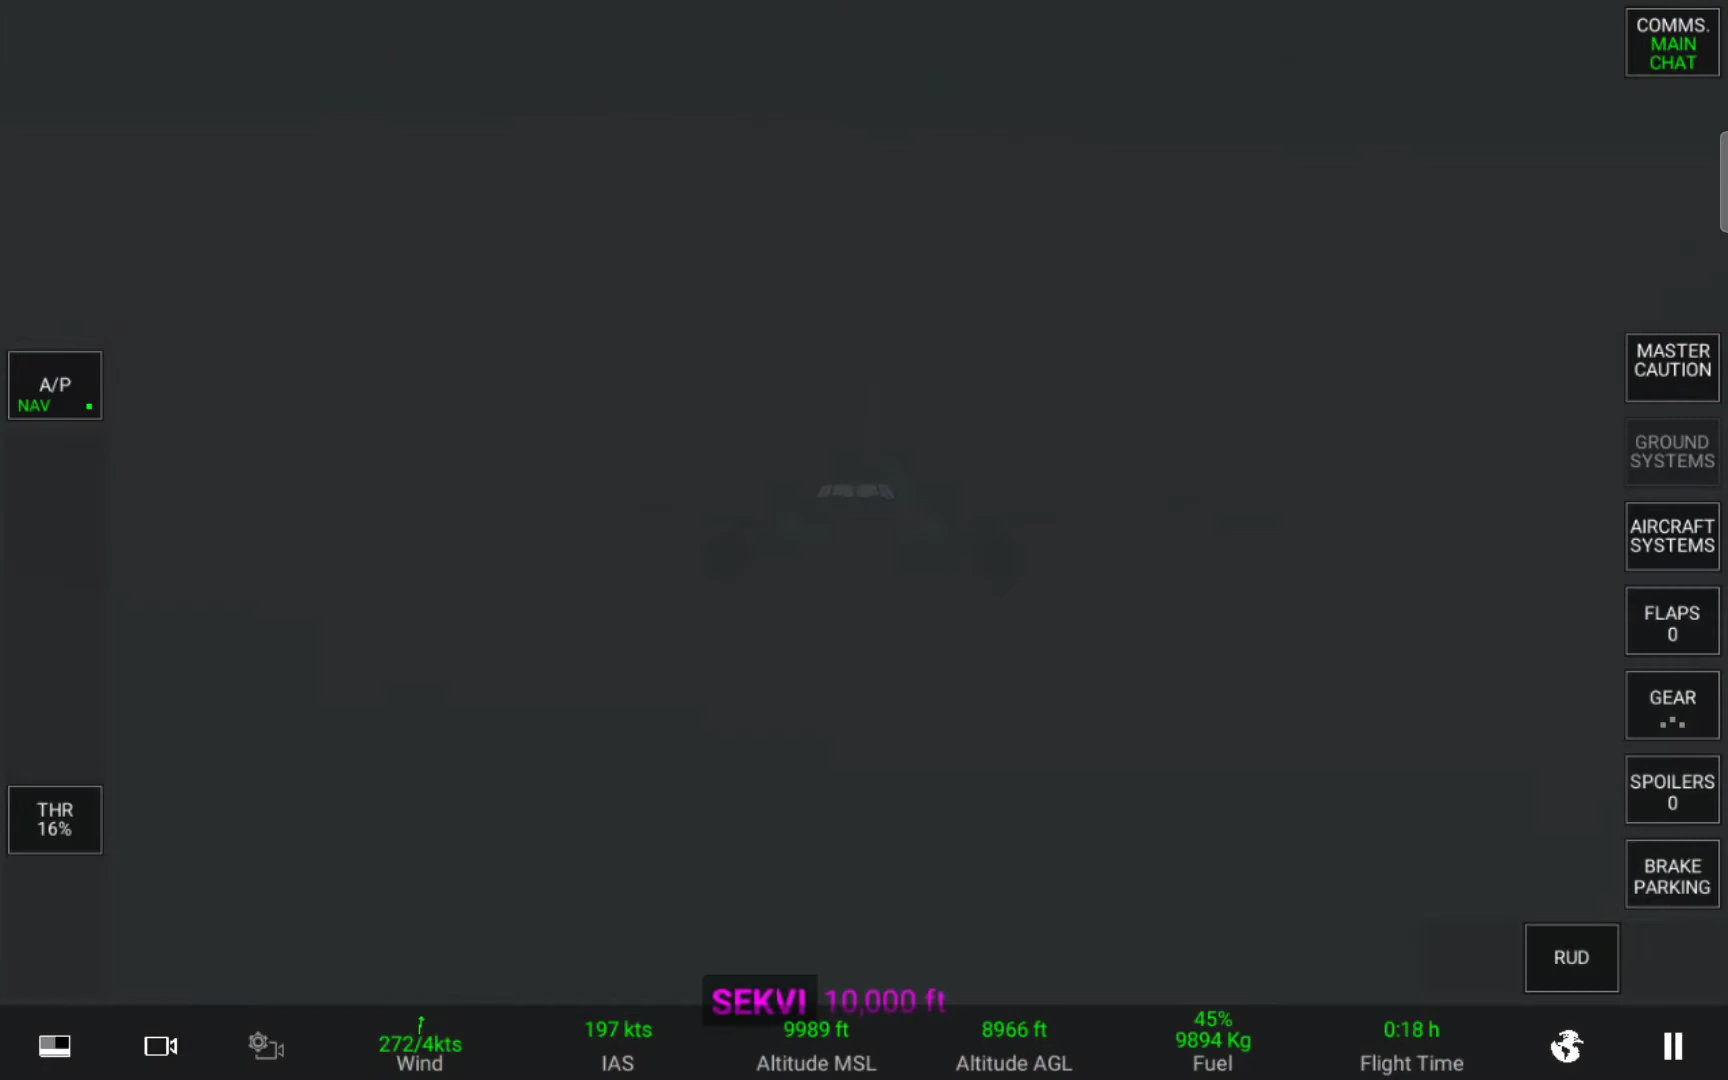 COMMS.
MAIN
CHAT
MASTER
CAUTION
A/P
NAV
GROUND
SYSTEMS
AIRCRAFT
SYSTEMS
FLAPS
0
GEAR
SPOILERS
0
THR
16%
BRAKE
PARKING
RUD
SEKVI 10,000 ft
272/4kts
Wind
197 kts
IAS
9989 ft
Altitude MSL
8966 ft
Altitude AGL
45%
9894 Kg
Fuel
0:18 h
Flight Time